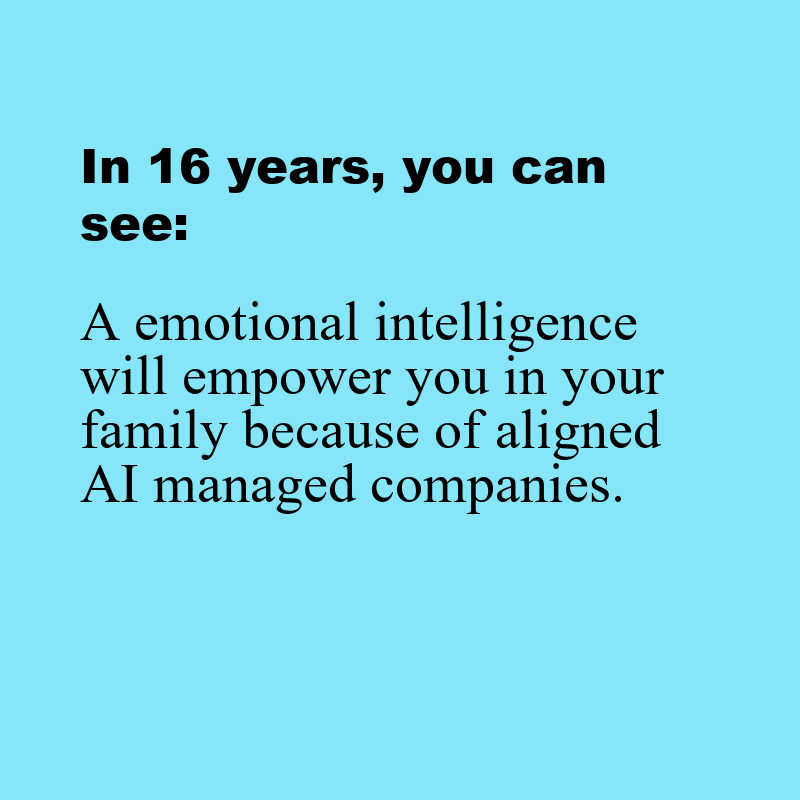 In 16 years, you can
see:
A emotional intelligence
will empower you in your
family because of aligned
AI managed companies.